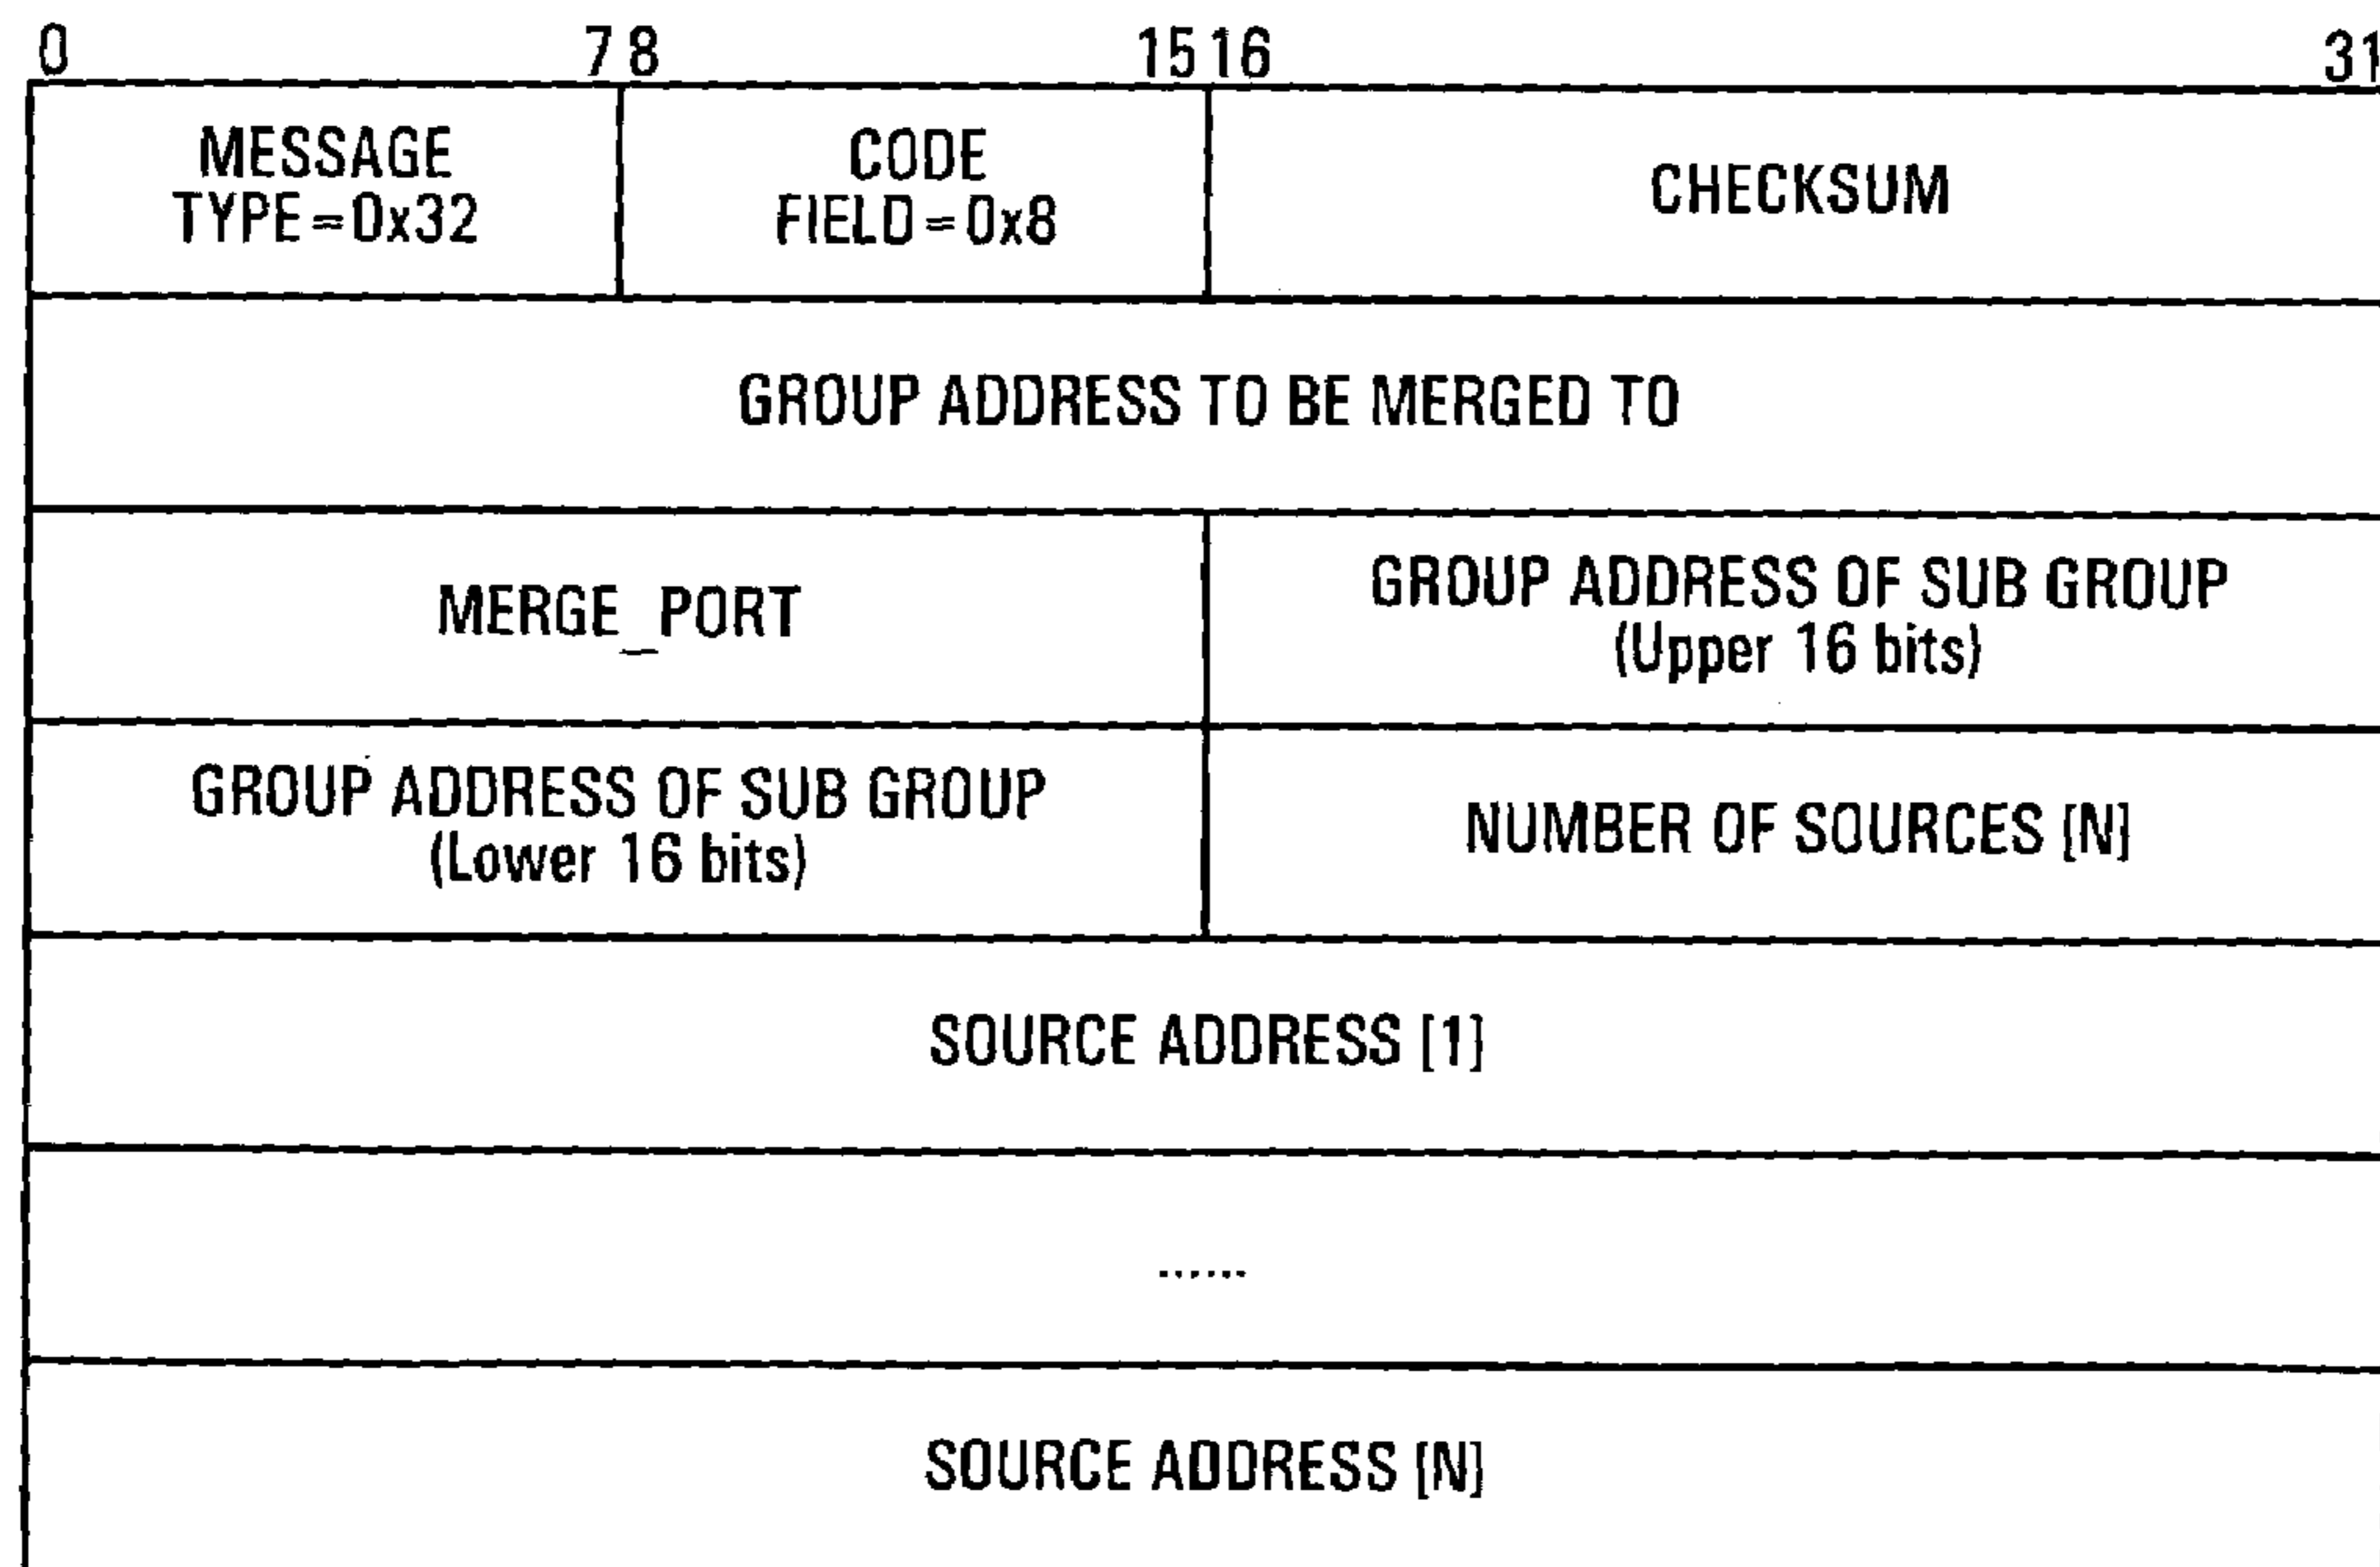 0 7 8 15 16 31
MESSAGE
TYPE=0x32
CODE
FIELD=0x8
CHECKSUM
GROUP ADDRESS TO BE MERGED TO
MERGE_PORT
GROUP ADDRESS OF SUB GROUP
(Upper 16 bits)
GROUP ADDRESS OF SUB GROUP
(Lower 16 bits)
NUMBER OF SOURCES [N]
SOURCE ADDRESS [1]
......
SOURCE ADDRESS [N]